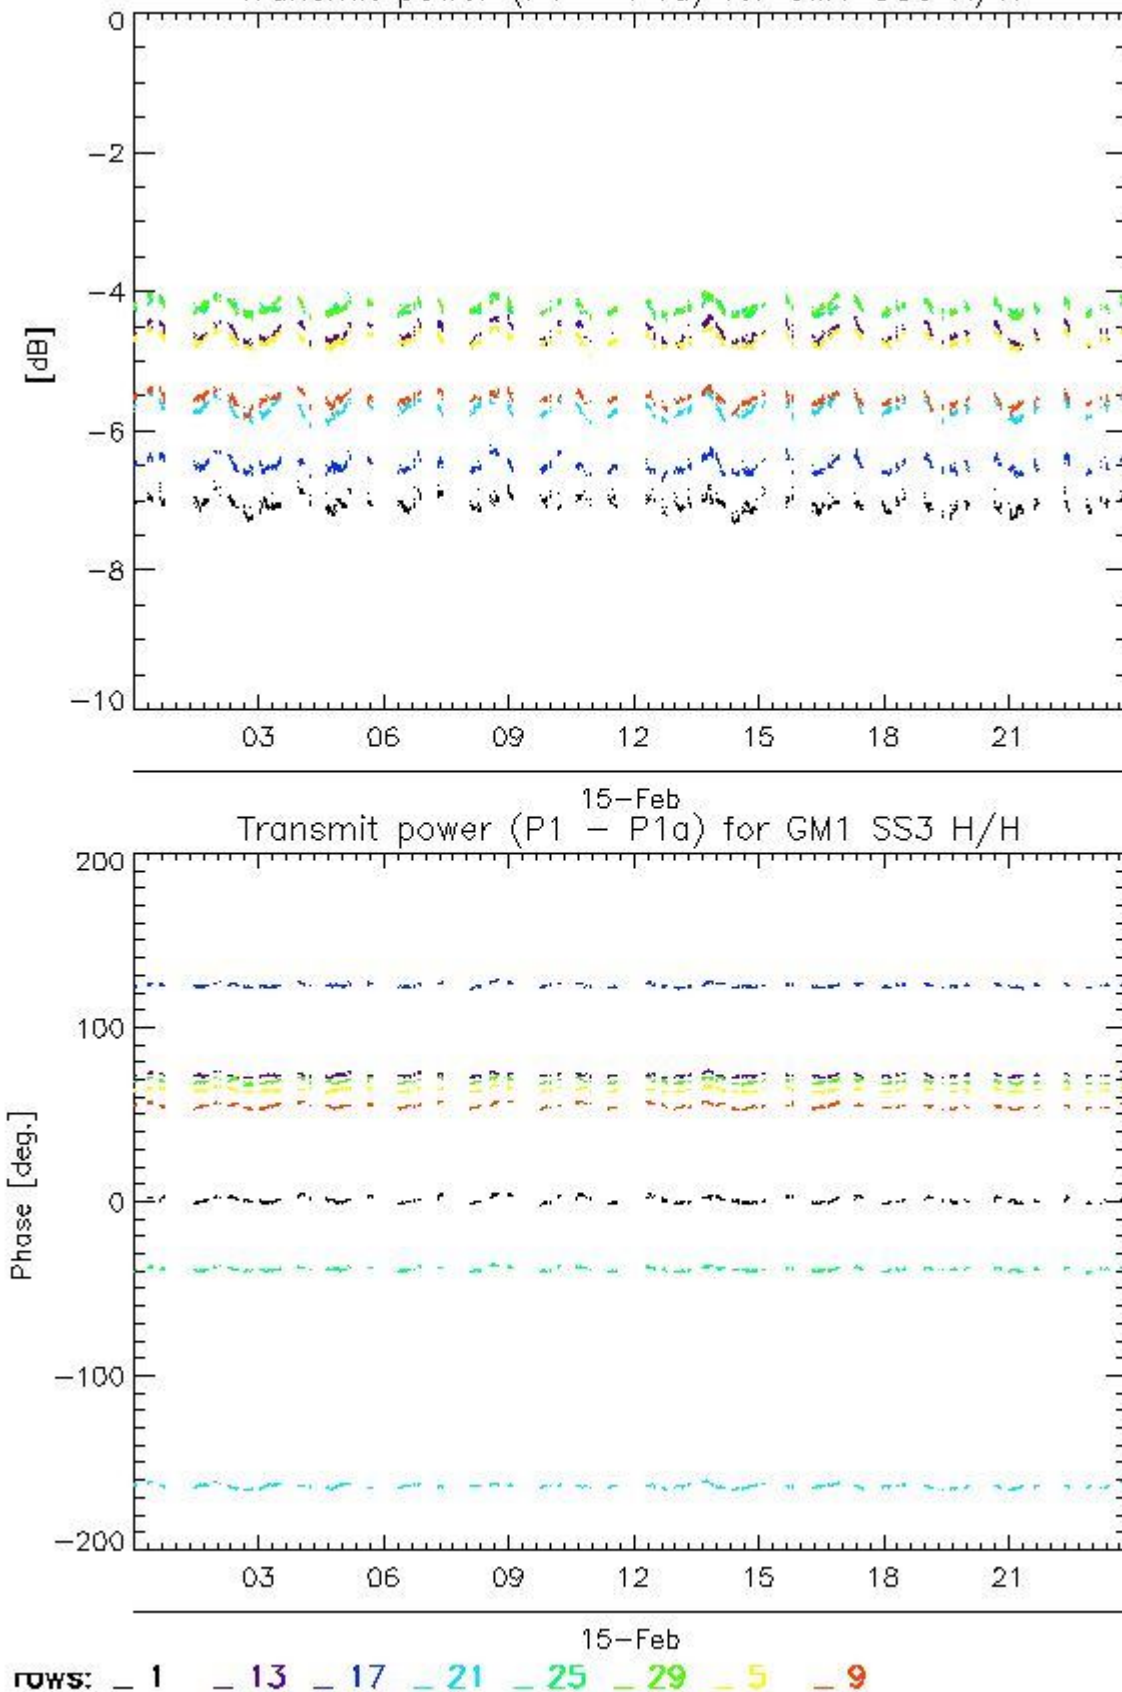 0
-2
-4
[dB]
-6
-8
-10
03 06 09 12 15 18 21
15-Feb
Transmit power (P1 - P1a) for GM1 SS3 H/H
200
100
Phase [deg.]
0
-100
-200
03 06 09 12 15 18 21
15-Feb
rows: _ 1 _ 13 _ 17 _ 21 _ 25 _ 29 _ 5 _ 9